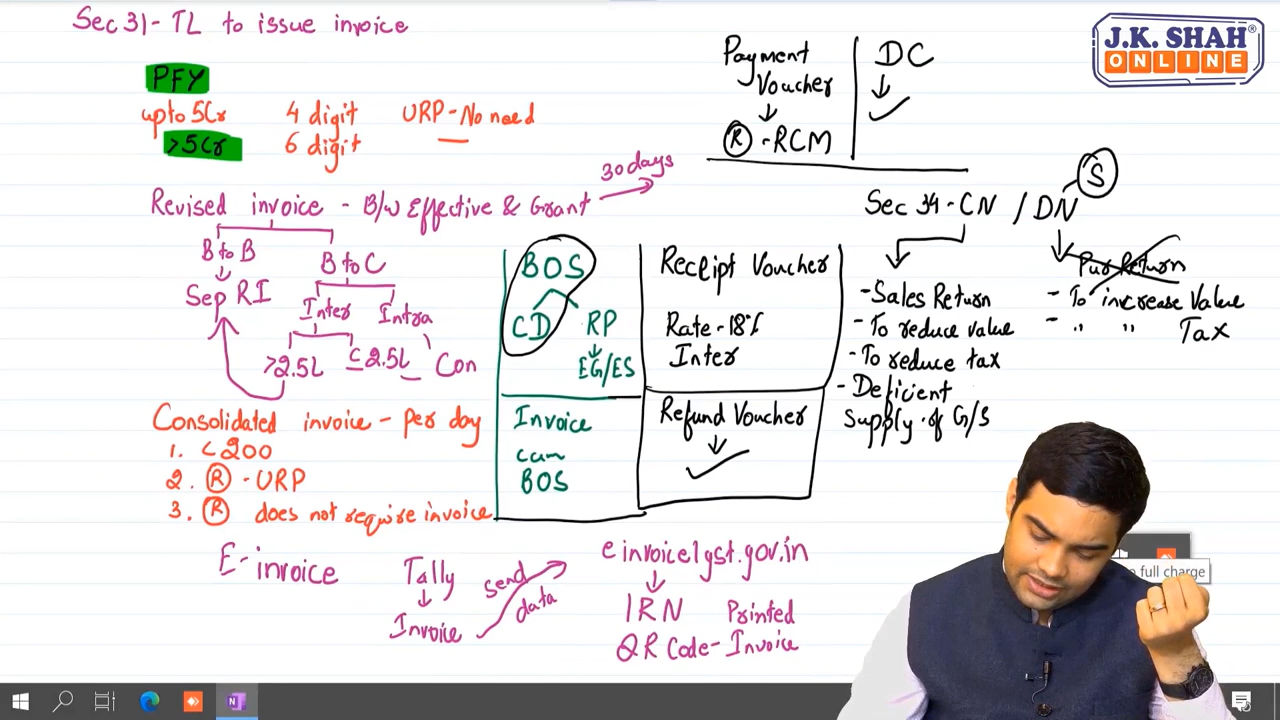 Sec 31 - TL to issue invoice
J.K. SHAH®
ONLINE
PFY
upto 5Cr 4 digit URP - No need
>5Cr 6 digit
Payment Voucher
↓
Ⓡ - RCM
DC
↓
✓
Revised invoice - B/w Effective & Grant → 30 days
B to B
↓
Sep RI
B to C
Inter Intra
>2.5L ≤ 2.5L Con
Consolidated invoice - per day
1. < 200
2. Ⓡ - URP
3. Ⓡ does not require invoice
BOS
CD RP
↓
EG/ES
Invoice
cum
BOS
Receipt Voucher
Rate - 18%
Inter
Refund Voucher
↓
✓
Sec 34 - CN / DN S
- Sales Return
- To reduce value
- To reduce tax
- Deficient
Supply of G/S
Pur Return
- To increase Value
- " " Tax
E-invoice
Tally
↓
Invoice
send
data
einvoice1gst.gov.in
↓
IRN Printed
QR Code - Invoice
full charge